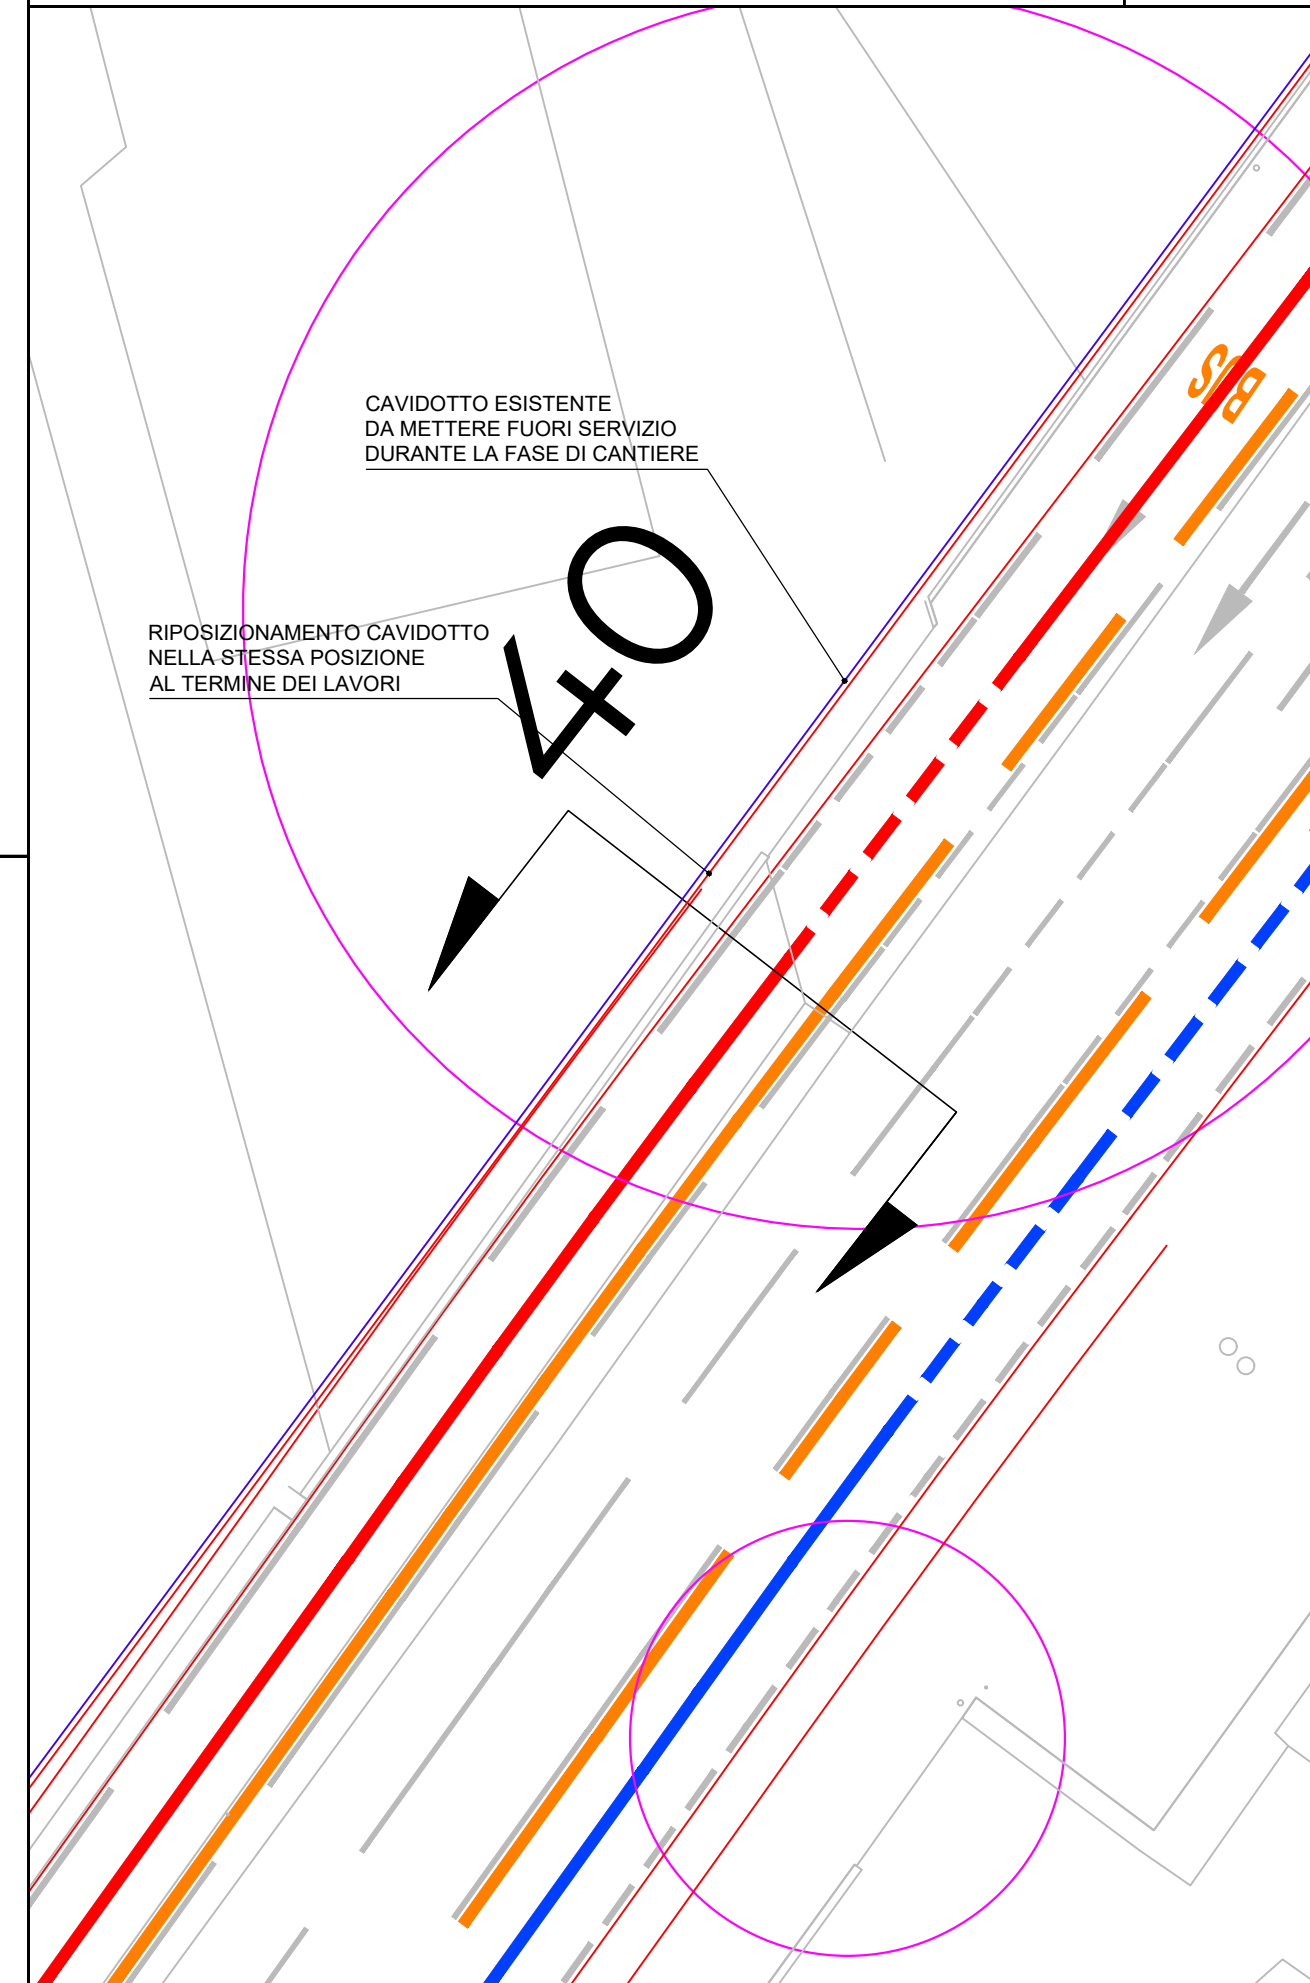 CAVIDOTTO ESISTENTE
DA METTERE FUORI SERVIZIO
DURANTE LA FASE DI CANTIERE
BUS
40
RIPOSIZIONAMENTO CAVIDOTTO
NELLA STESSA POSIZIONE
AL TERMINE DEI LAVORI